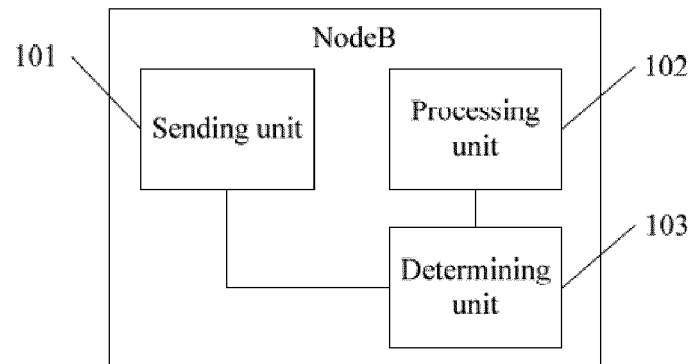 NodeB
101
Sending unit
102
Processing
unit
103
Determining
unit